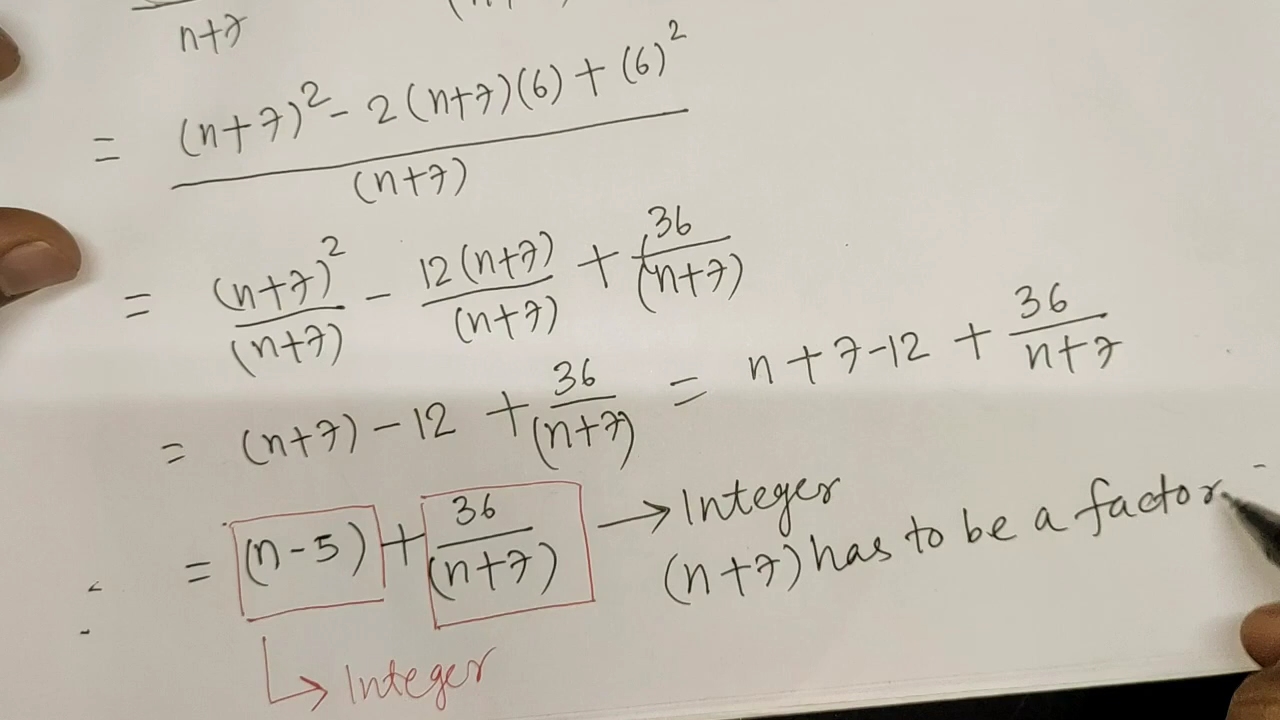 n+7
= (n+7)² - 2(n+7)(6) + (6)²
(n+7)
= (n+7)²/(n+7) - 12(n+7)/(n+7) + 36/(n+7)
= (n+7) - 12 + 36/(n+7) = n+7-12 + 36/n+7
= (n-5) + 36/(n+7) → Integer
(n+7) has to be a factor
↳ Integer